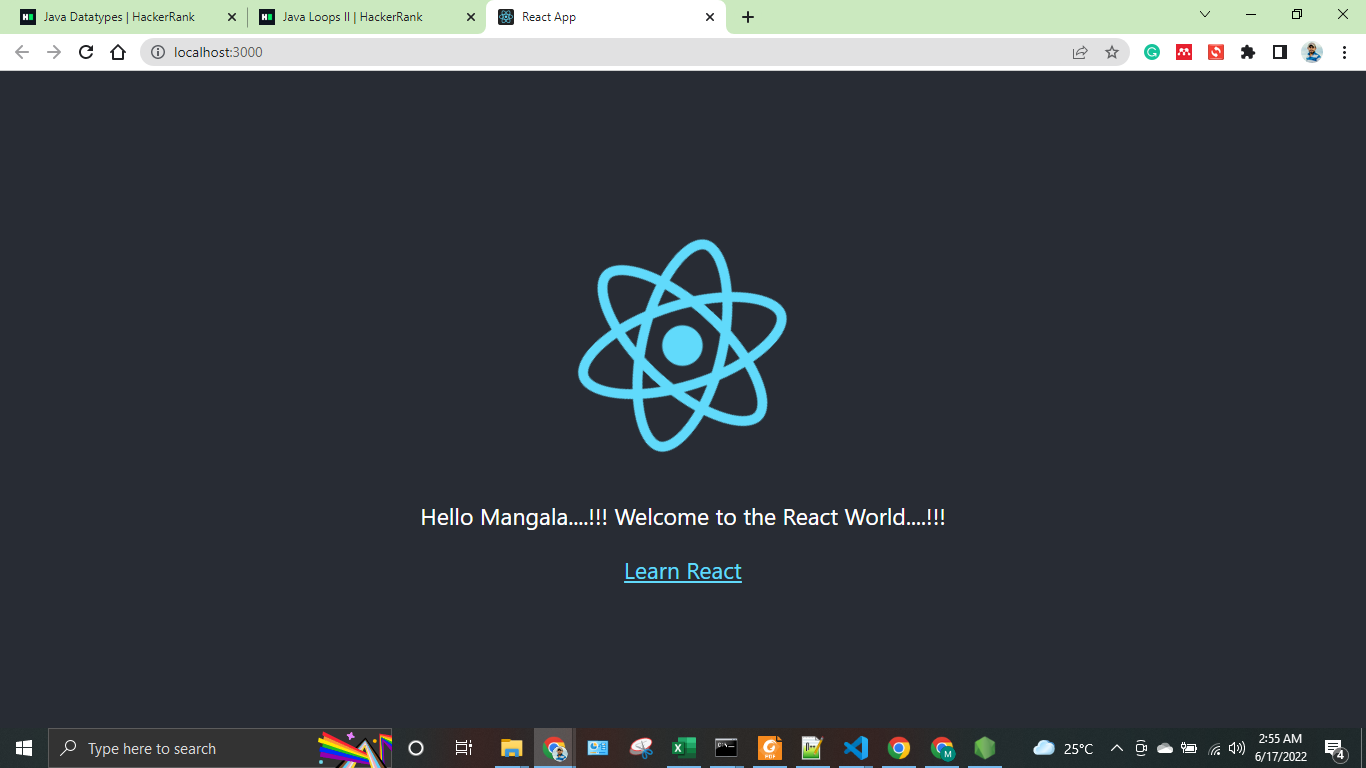 Java Datatypes | HackerRank
Java Loops II | HackerRank
React App
localhost:3000
Hello Mangala....!!! Welcome to the React World....!!!
Learn React
Type here to search
25°C
2:55 AM
6/17/2022
4